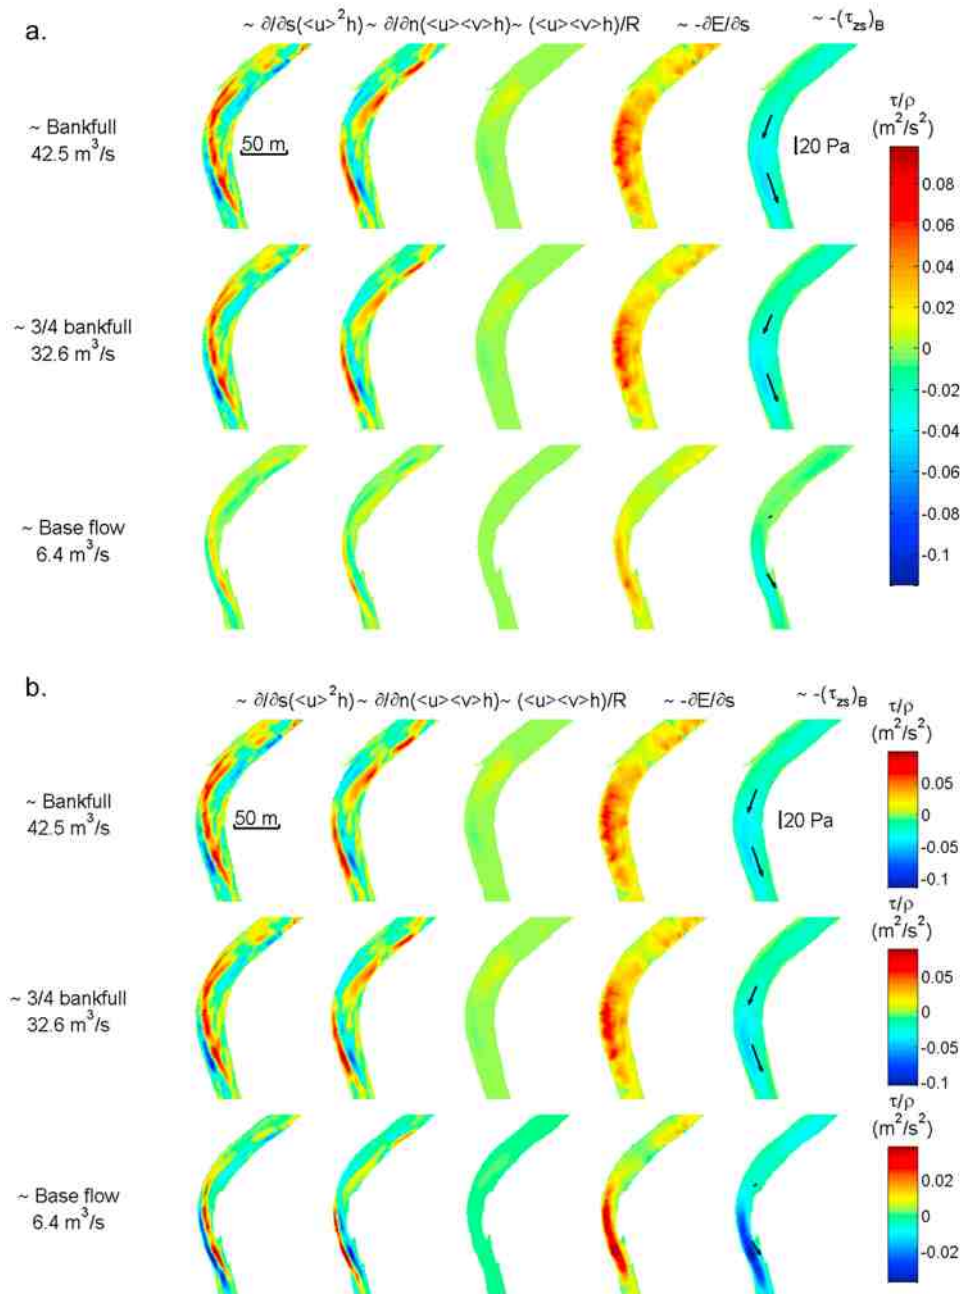 a.
~ ∂/∂s(<u>²h) ~ ∂/∂n(<u><v>h) ~ (<u><v>h)/R ~ -∂E/∂s ~ -(τzs)B
~ Bankfull
42.5 m³/s
50 m
20 Pa
τ/ρ
(m²/s²)
0.08
0.06
0.04
0.02
0
-0.02
-0.04
-0.06
-0.08
-0.1
~ 3/4 bankfull
32.6 m³/s
~ Base flow
6.4 m³/s
b.
~ ∂/∂s(<u>²h) ~ ∂/∂n(<u><v>h) ~ (<u><v>h)/R ~ -∂E/∂s ~ -(τzs)B
~ Bankfull
42.5 m³/s
50 m
20 Pa
τ/ρ
(m²/s²)
0.05
0
-0.05
-0.1
~ 3/4 bankfull
32.6 m³/s
τ/ρ
(m²/s²)
0.05
0
-0.05
-0.1
~ Base flow
6.4 m³/s
τ/ρ
(m²/s²)
0.02
0
-0.02